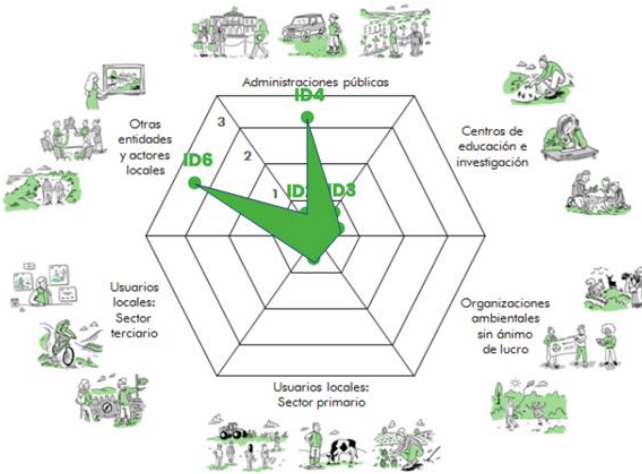 Administraciones públicas
ID4
Otras
entidades
y actores
locales
3
2
1
ID6
ID3
Centros de
educación e
investigación
Usuarios
locales:
Sector
terciario
Organizaciones
ambientales
sin ánimo
de lucro
Usuarios locales:
Sector primario